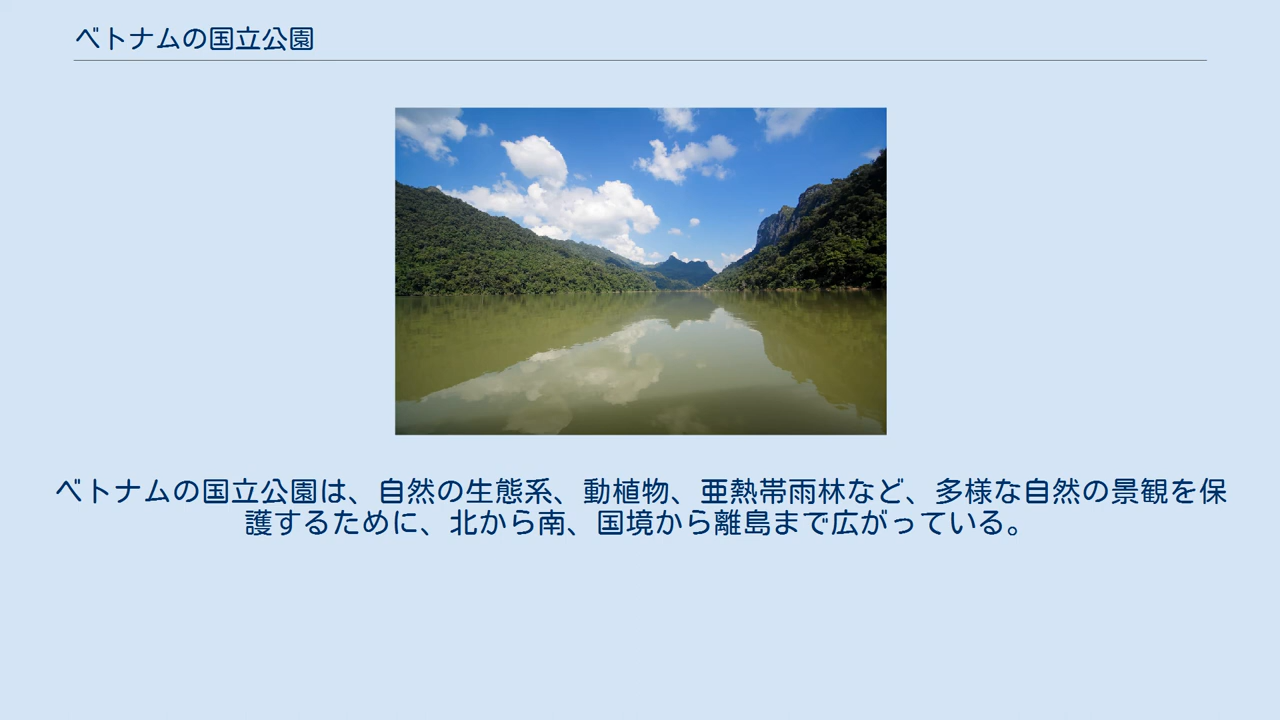 ベトナムの国立公園
ベトナムの国立公園は、自然の生態系、動植物、亜熱帯雨林など、多様な自然の景観を保
護するために、北から南、国境から離島まで広がっている。